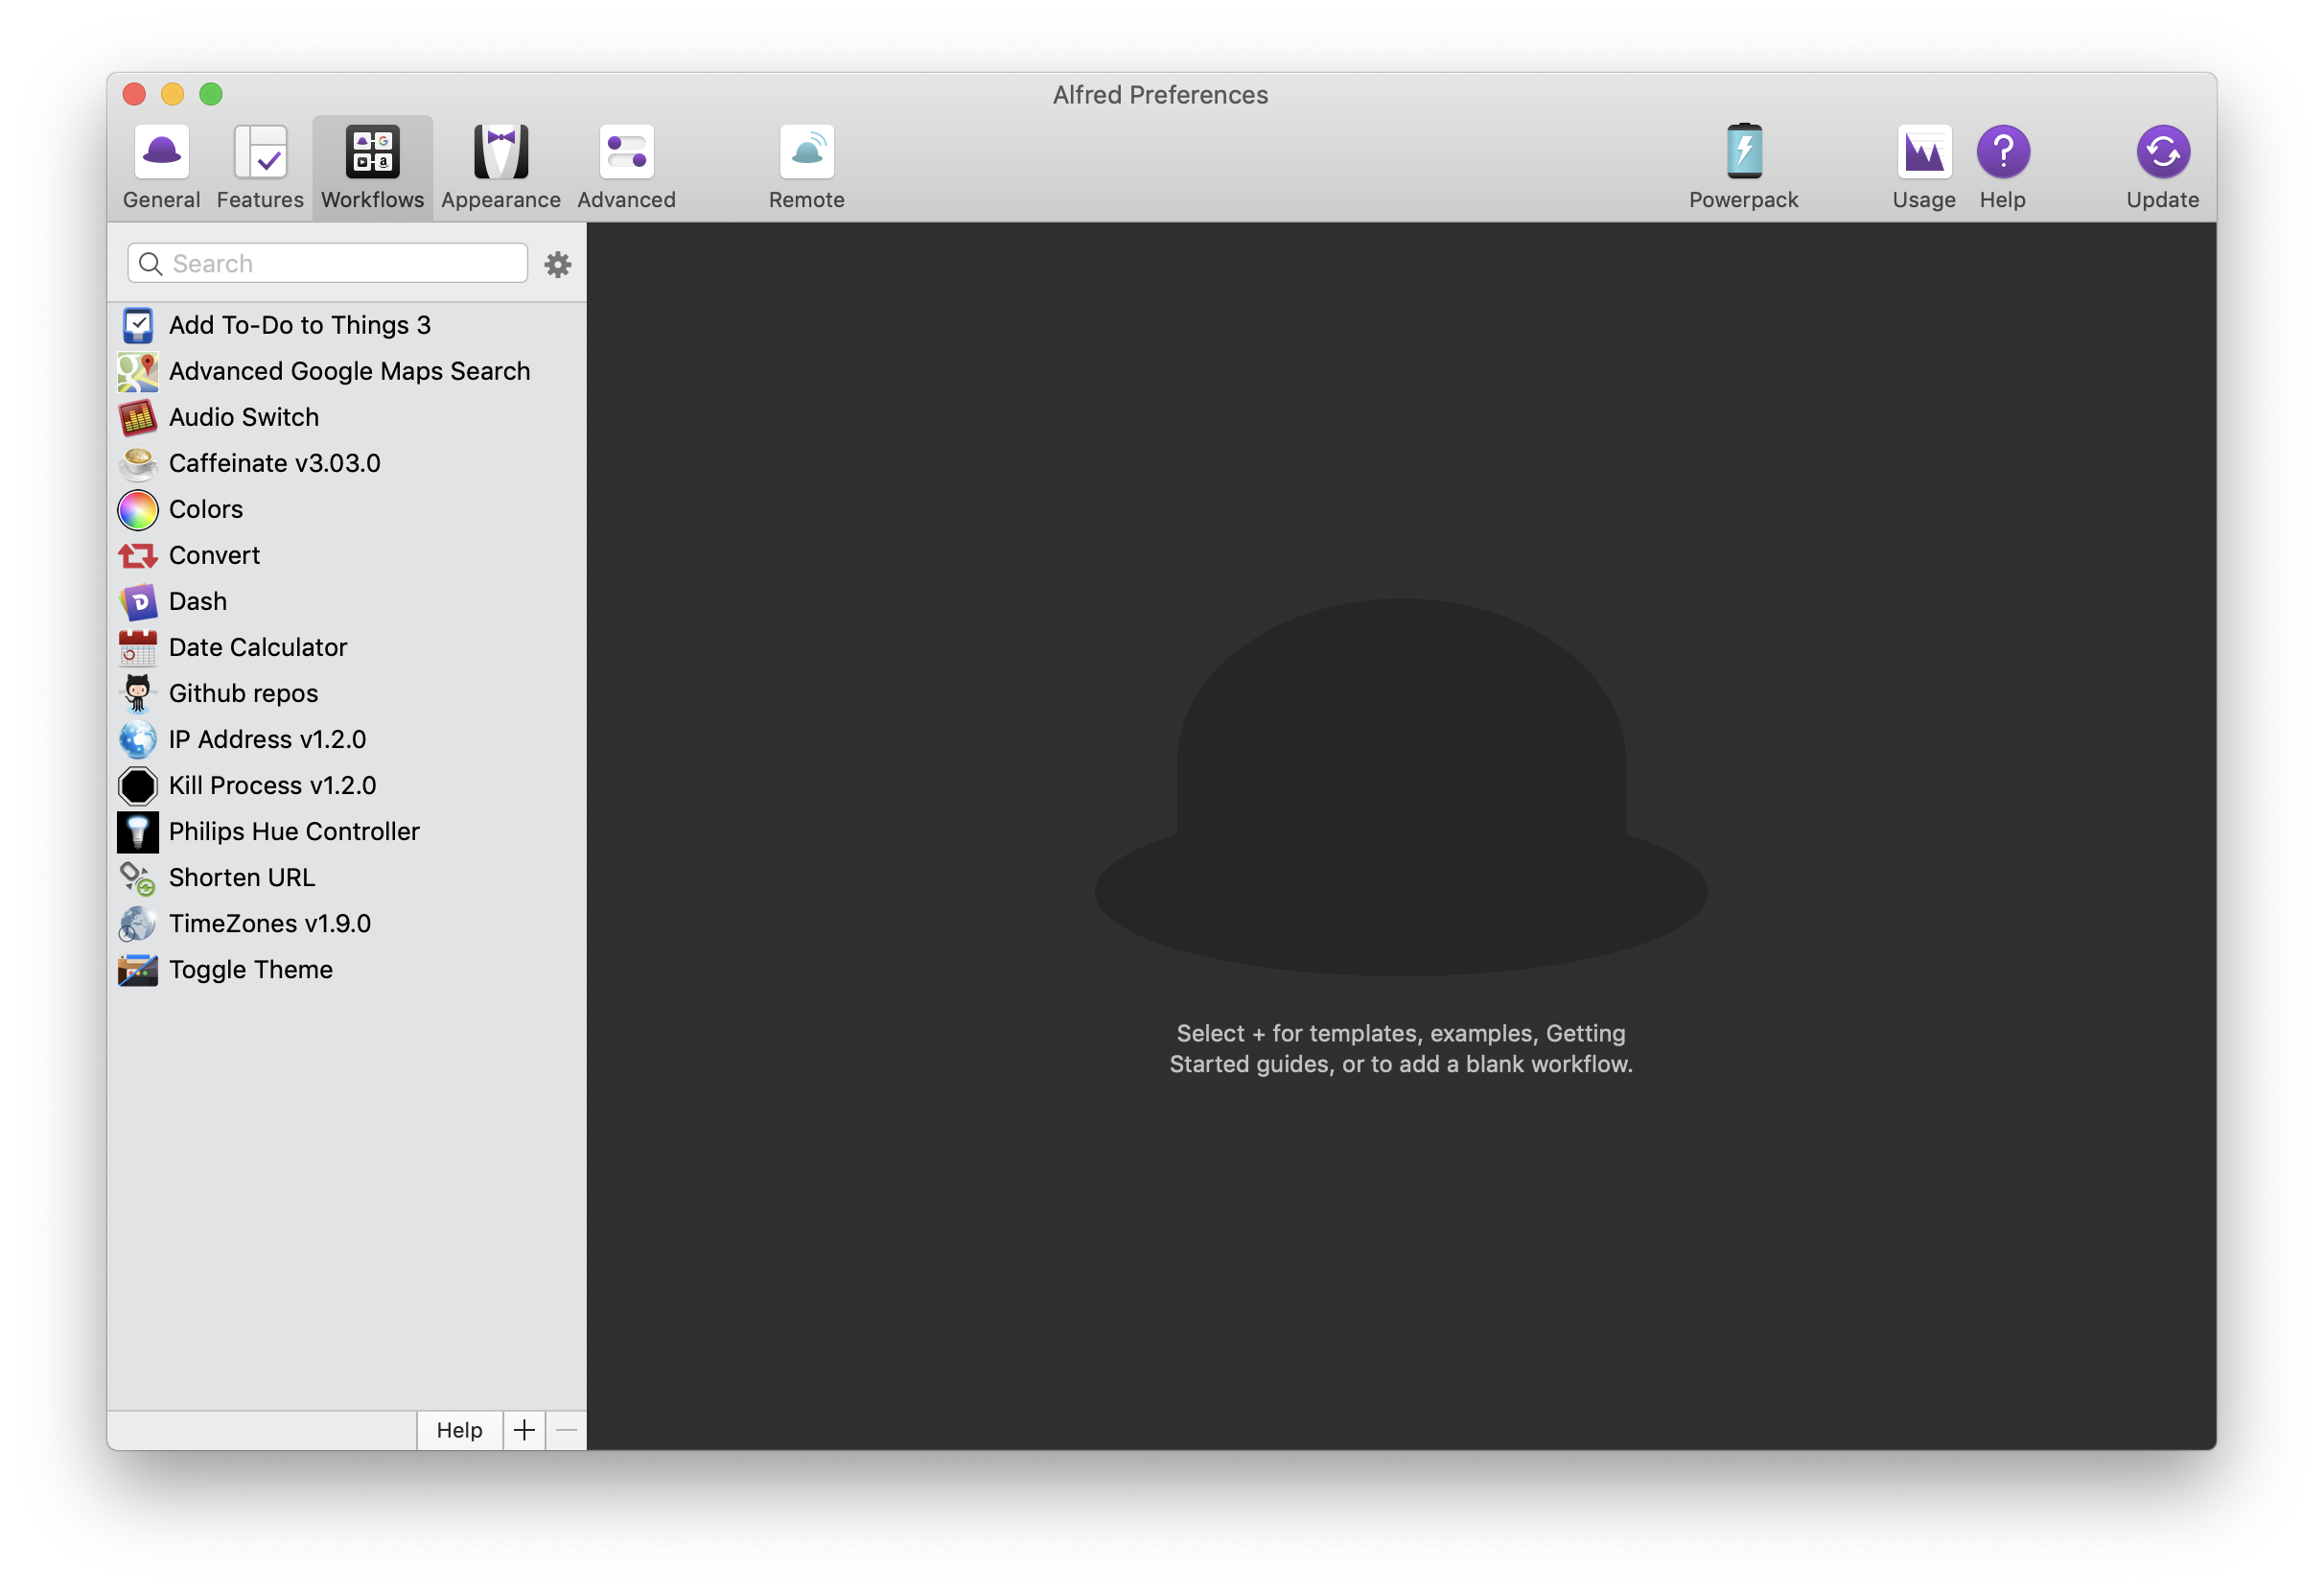 Alfred Preferences
General
Features
Workflows
Appearance
Advanced
Remote
Powerpack
Usage
Help
Update
Search
Add To-Do to Things 3
Advanced Google Maps Search
Audio Switch
Caffeinate v3.03.0
Colors
Convert
Dash
Date Calculator
Github repos
IP Address v1.2.0
Kill Process v1.2.0
Philips Hue Controller
Shorten URL
TimeZones v1.9.0
Toggle Theme
Select + for templates, examples, Getting
Started guides, or to add a blank workflow.
Help